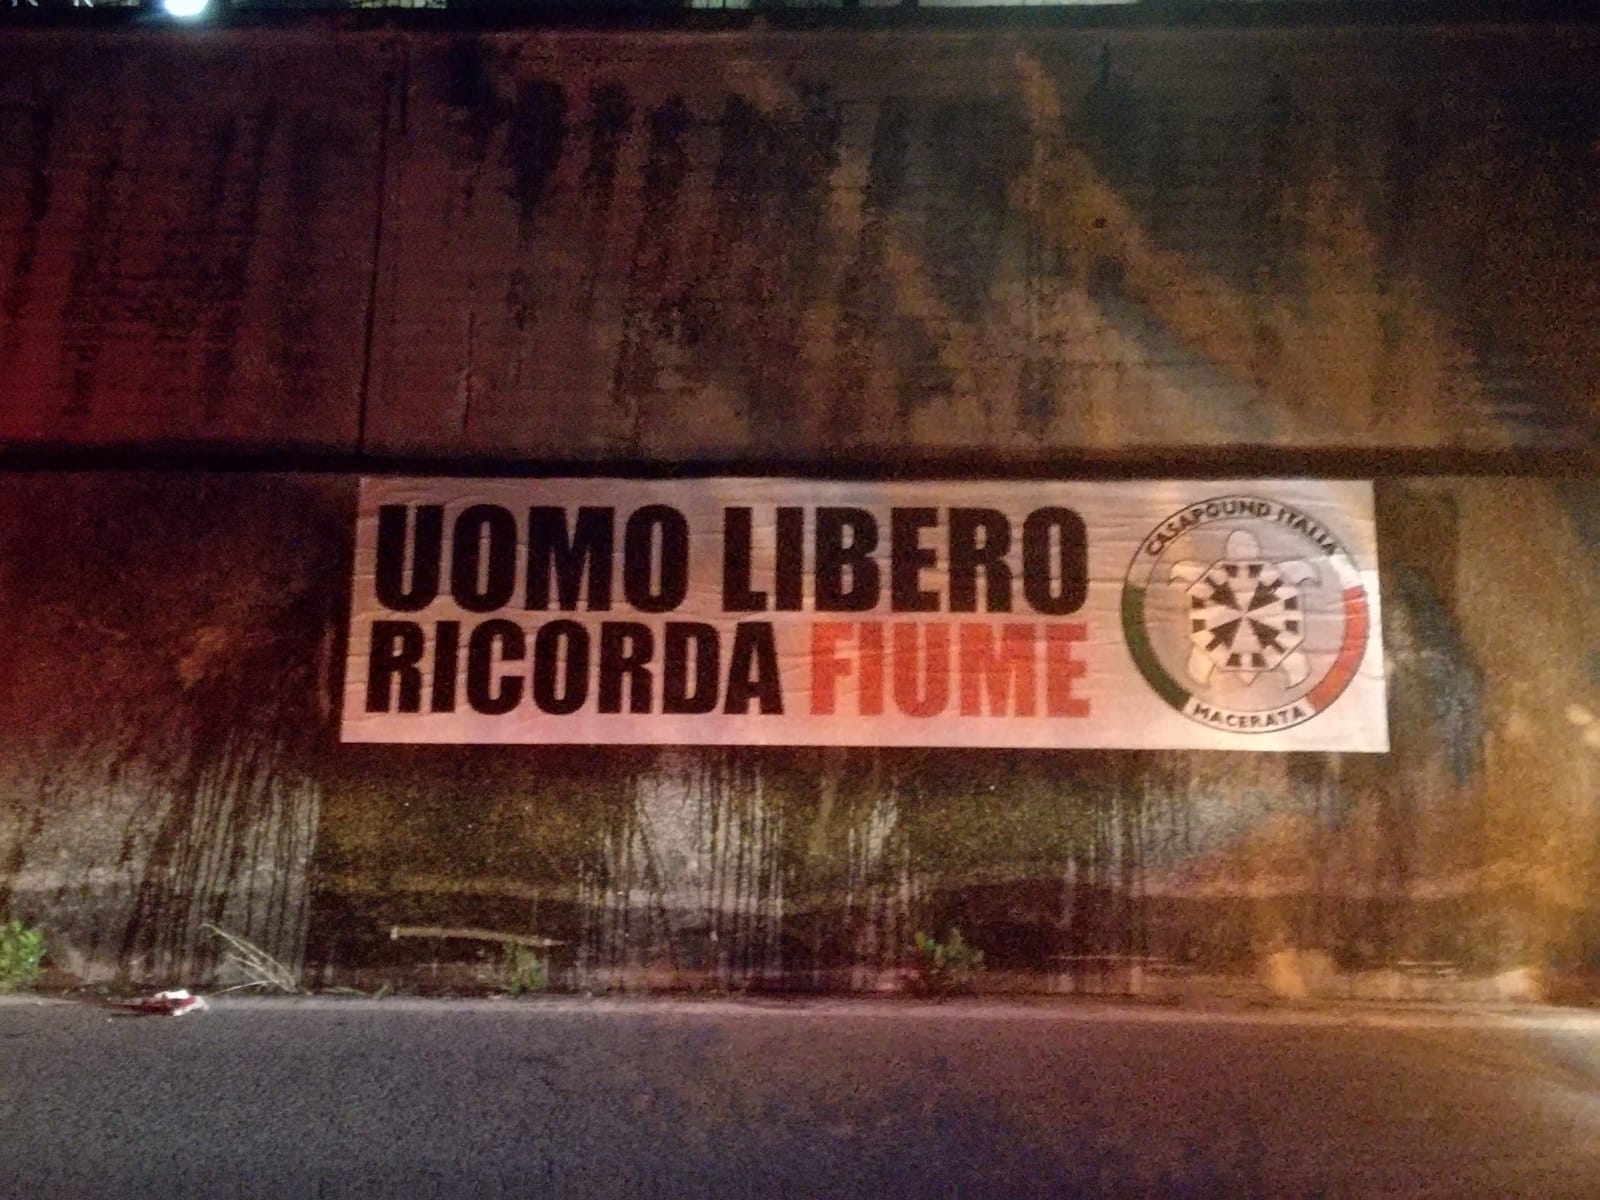 UOMO LIBERO
RICORDA FIUME
CASAPOUND ITALIA
MACERATA